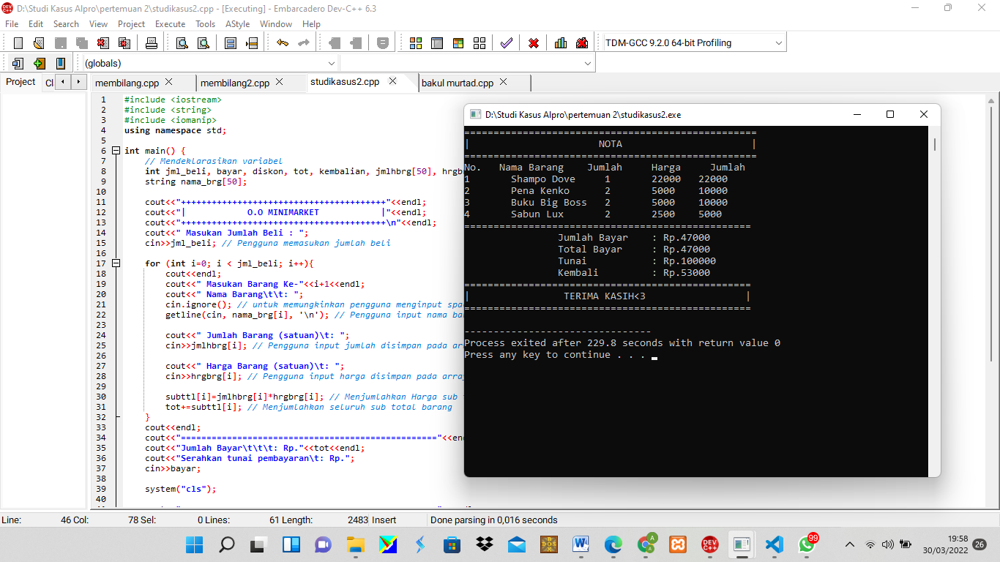 D:\Studi Kasus Alpro\pertemuan 2\studikasus2.cpp - [Executing] - Embarcadero Dev-C++ 6.3
File Edit Search View Project Execute Tools AStyle Window Help
TDM-GCC 9.2.0 64-bit Profiling
(globals)
Project Cl
membilang.cpp membilang2.cpp studikasus2.cpp bakul murtad.cpp
1 #include <iostream>
2 #include <string>
3 #include <iomanip>
4 using namespace std;
5
6 int main() {
7 // Mendeklarasikan variabel
8 int jml_beli, bayar, diskon, tot, kembalian, jmlhbrg[50], hrgb
9 string nama_brg[50];
10
11 cout<<"++++++++++++++++++++++++++++++++++++++++"<<endl;
12 cout<<"| O.O MINIMARKET |"<<endl;
13 cout<<"++++++++++++++++++++++++++++++++++++++++\n"<<endl;
14 cout<<" Masukan Jumlah Beli : ";
15 cin>>jml_beli; // Pengguna memasukan jumlah beli
16
17 for (int i=0; i < jml_beli; i++){
18 cout<<endl;
19 cout<<" Masukan Barang Ke-"<<i+1<<endl;
20 cout<<" Nama Barang\t\t: ";
21 cin.ignore(); // untuk memungkinkan pengguna menginput spa
22 getline(cin, nama_brg[i], '\n'); // Pengguna input nama ba
23
24 cout<<" Jumlah Barang (satuan)\t: ";
25 cin>>jmlhbrg[i]; // Pengguna input jumlah disimpan pada ar
26
27 cout<<" Harga Barang (satuan)\t: ";
28 cin>>hrgbrg[i]; // Pengguna input harga disimpan pada array
29
30 subttl[i]=jmlhbrg[i]*hrgbrg[i]; // Menjumlahkan Harga sub
31 tot+=subttl[i]; // Menjumlahkan seluruh sub total barang
32 }
33 cout<<endl;
34 cout<<"=================================================="<<en
35 cout<<"Jumlah Bayar\t\t\t: Rp."<<tot<<endl;
36 cout<<"Serahkan tunai pembayaran\t: Rp.";
37 cin>>bayar;
38
39 system("cls");
40
D:\Studi Kasus Alpro\pertemuan 2\studikasus2.exe
==================================================
| NOTA |
==================================================
No. Nama Barang Jumlah Harga Jumlah
1 Shampo Dove 1 22000 22000
2 Pena Kenko 2 5000 10000
3 Buku Big Boss 2 5000 10000
4 Sabun Lux 2 2500 5000
=================================================
Jumlah Bayar : Rp.47000
Total Bayar : Rp.47000
Tunai : Rp.100000
Kembali : Rp.53000
=================================================
| TERIMA KASIH<3 |
=================================================
--------------------------------
Process exited after 229.8 seconds with return value 0
Press any key to continue . . .
Line: 46 Col: 78 Sel: 0 Lines: 61 Length: 2483 Insert Done parsing in 0,016 seconds
99
19:58
30/03/2022
26